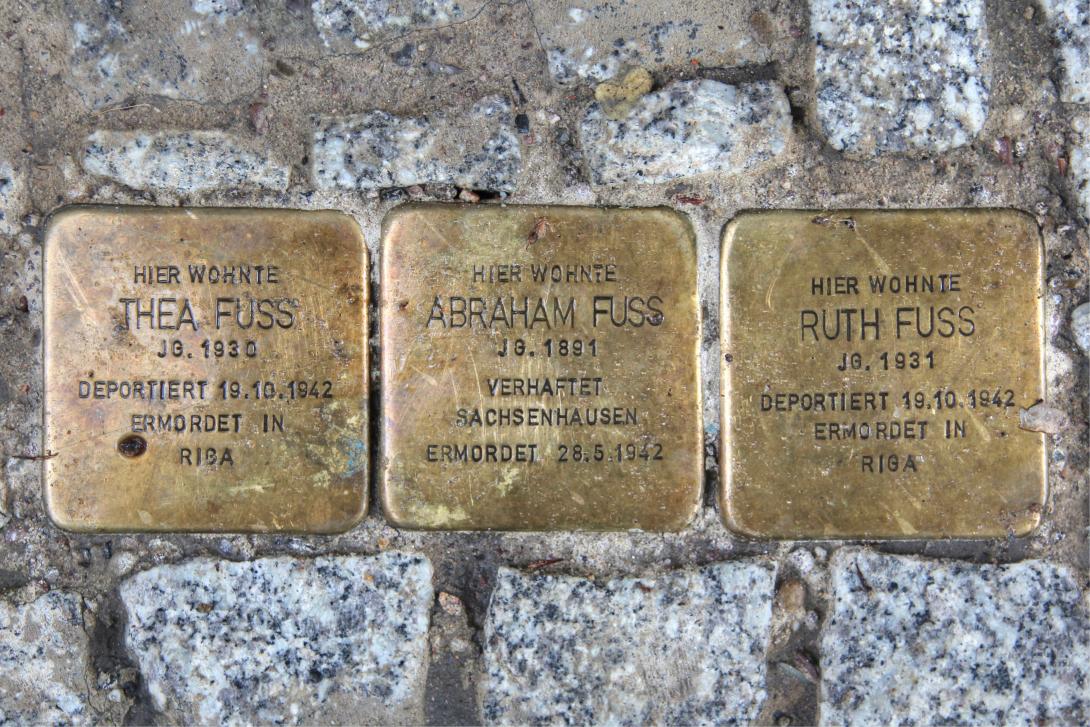 HIER WOHNTE
THEA FUSS
JG. 1930
DEPORTIERT 19.10.1942
ERMORDET IN
RIGA
HIER WOHNTE
ABRAHAM FUSS
JG. 1891
VERHAFTET
SACHSENHAUSEN
ERMORDET 28.5.1942
HIER WOHNTE
RUTH FUSS
JG. 1931
DEPORTIERT 19.10.1942
ERMORDET IN
RIGA